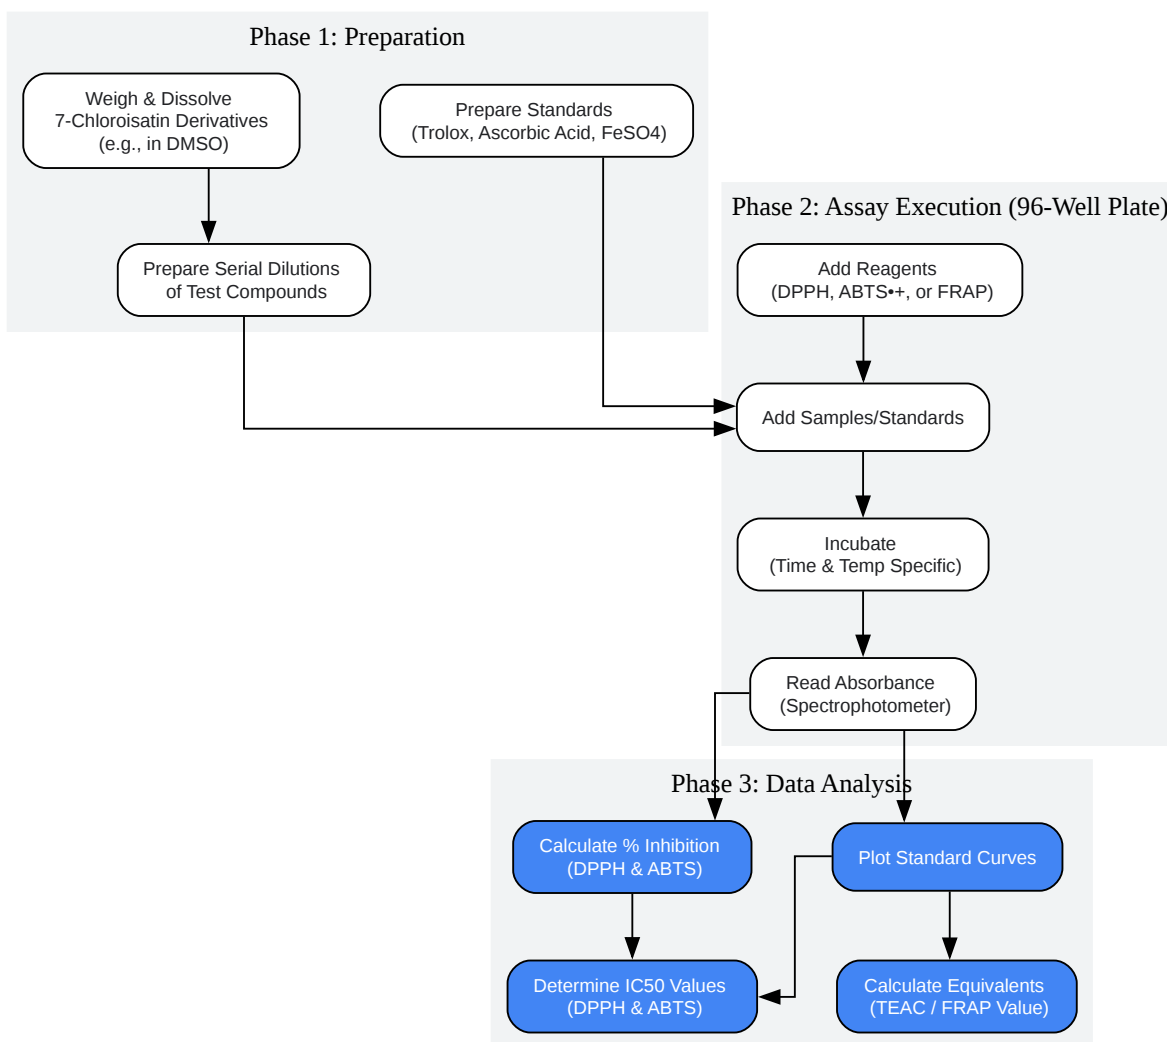 Phase 1: Preparation
Weigh & Dissolve
7-Chloroisatin Derivatives
(e.g., in DMSO)
Prepare Standards
(Trolox, Ascorbic Acid, FeSO4)
Prepare Serial Dilutions
of Test Compounds
Phase 2: Assay Execution (96-Well Plate)
Add Reagents
(DPPH, ABTS•+, or FRAP)
Add Samples/Standards
Incubate
(Time & Temp Specific)
Read Absorbance
(Spectrophotometer)
Phase 3: Data Analysis
Calculate % Inhibition
(DPPH & ABTS)
Plot Standard Curves
Determine IC50 Values
(DPPH & ABTS)
Calculate Equivalents
(TEAC / FRAP Value)